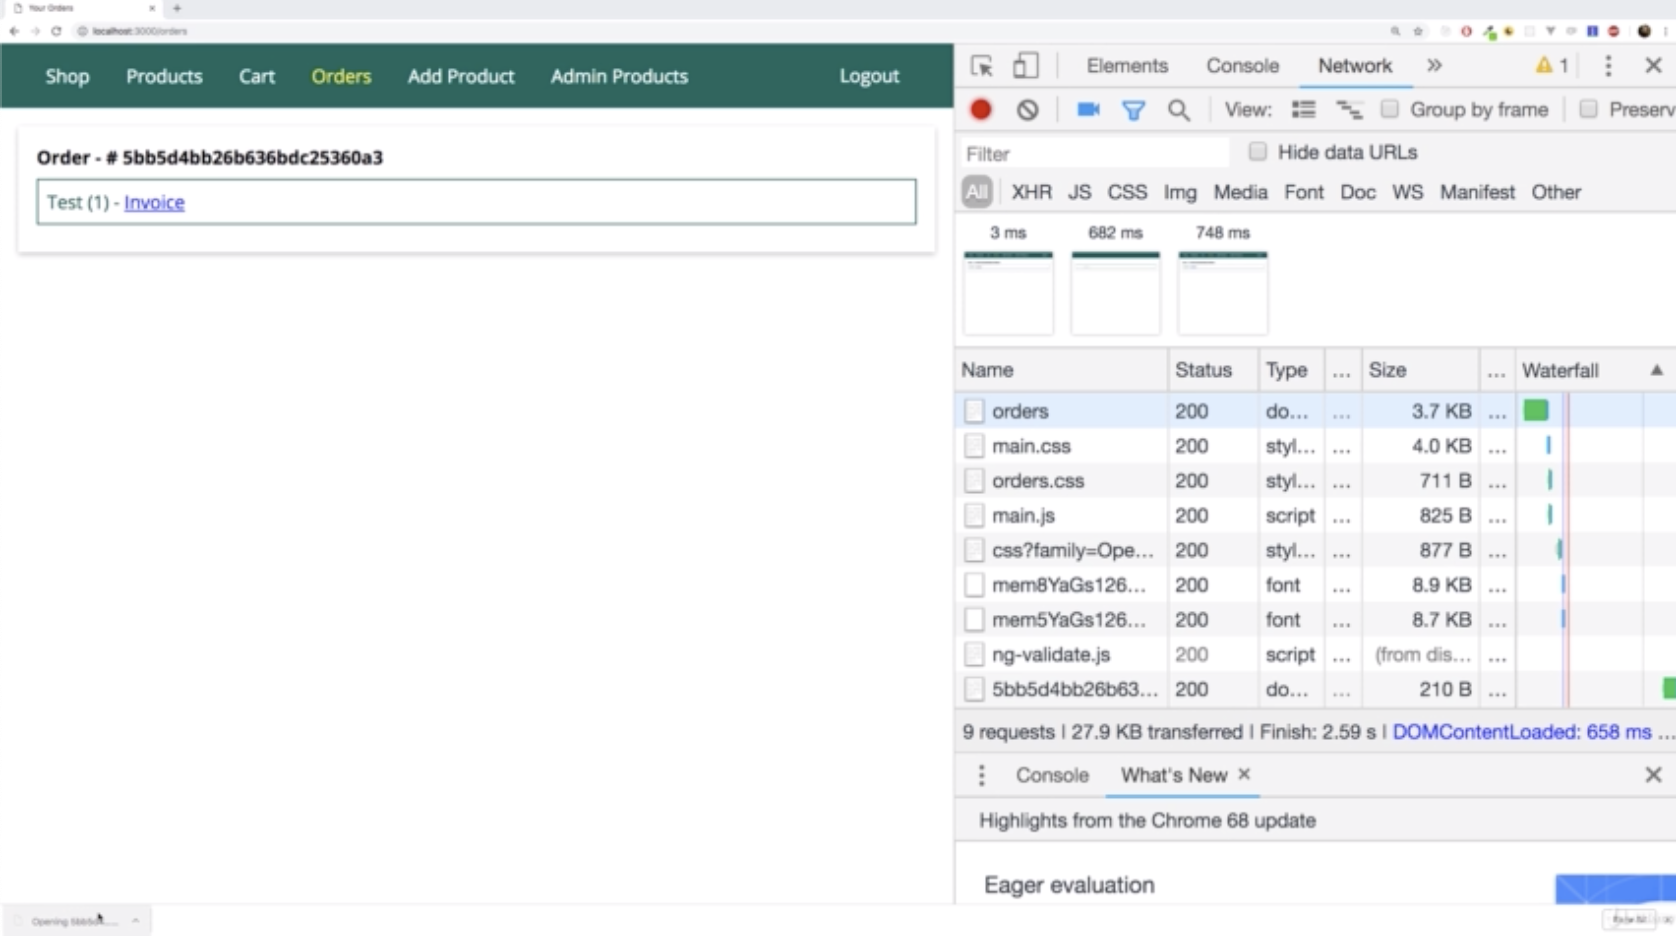 Your Orders
localhost:3000/orders
Shop Products Cart Orders Add Product Admin Products Logout
Order - # 5bb5d4bb26b636bdc25360a3
Test (1) - Invoice
Elements Console Network 1
View: Group by frame Preserv
Filter Hide data URLs
All XHR JS CSS Img Media Font Doc WS Manifest Other
3 ms 682 ms 748 ms
Name Status Type ... Size ... Waterfall
orders 200 do... ... 3.7 KB ...
main.css 200 styl... ... 4.0 KB ...
orders.css 200 styl... ... 711 B ...
main.js 200 script ... 825 B ...
css?family=Ope... 200 styl... ... 877 B ...
mem8YaGs126... 200 font ... 8.9 KB ...
mem5YaGs126... 200 font ... 8.7 KB ...
ng-validate.js 200 script ... (from dis... ...
5bb5d4bb26b63... 200 do... ... 210 B ...
9 requests | 27.9 KB transferred | Finish: 2.59 s | DOMContentLoaded: 658 ms ...
Console What's New
Highlights from the Chrome 68 update
Eager evaluation
Opening